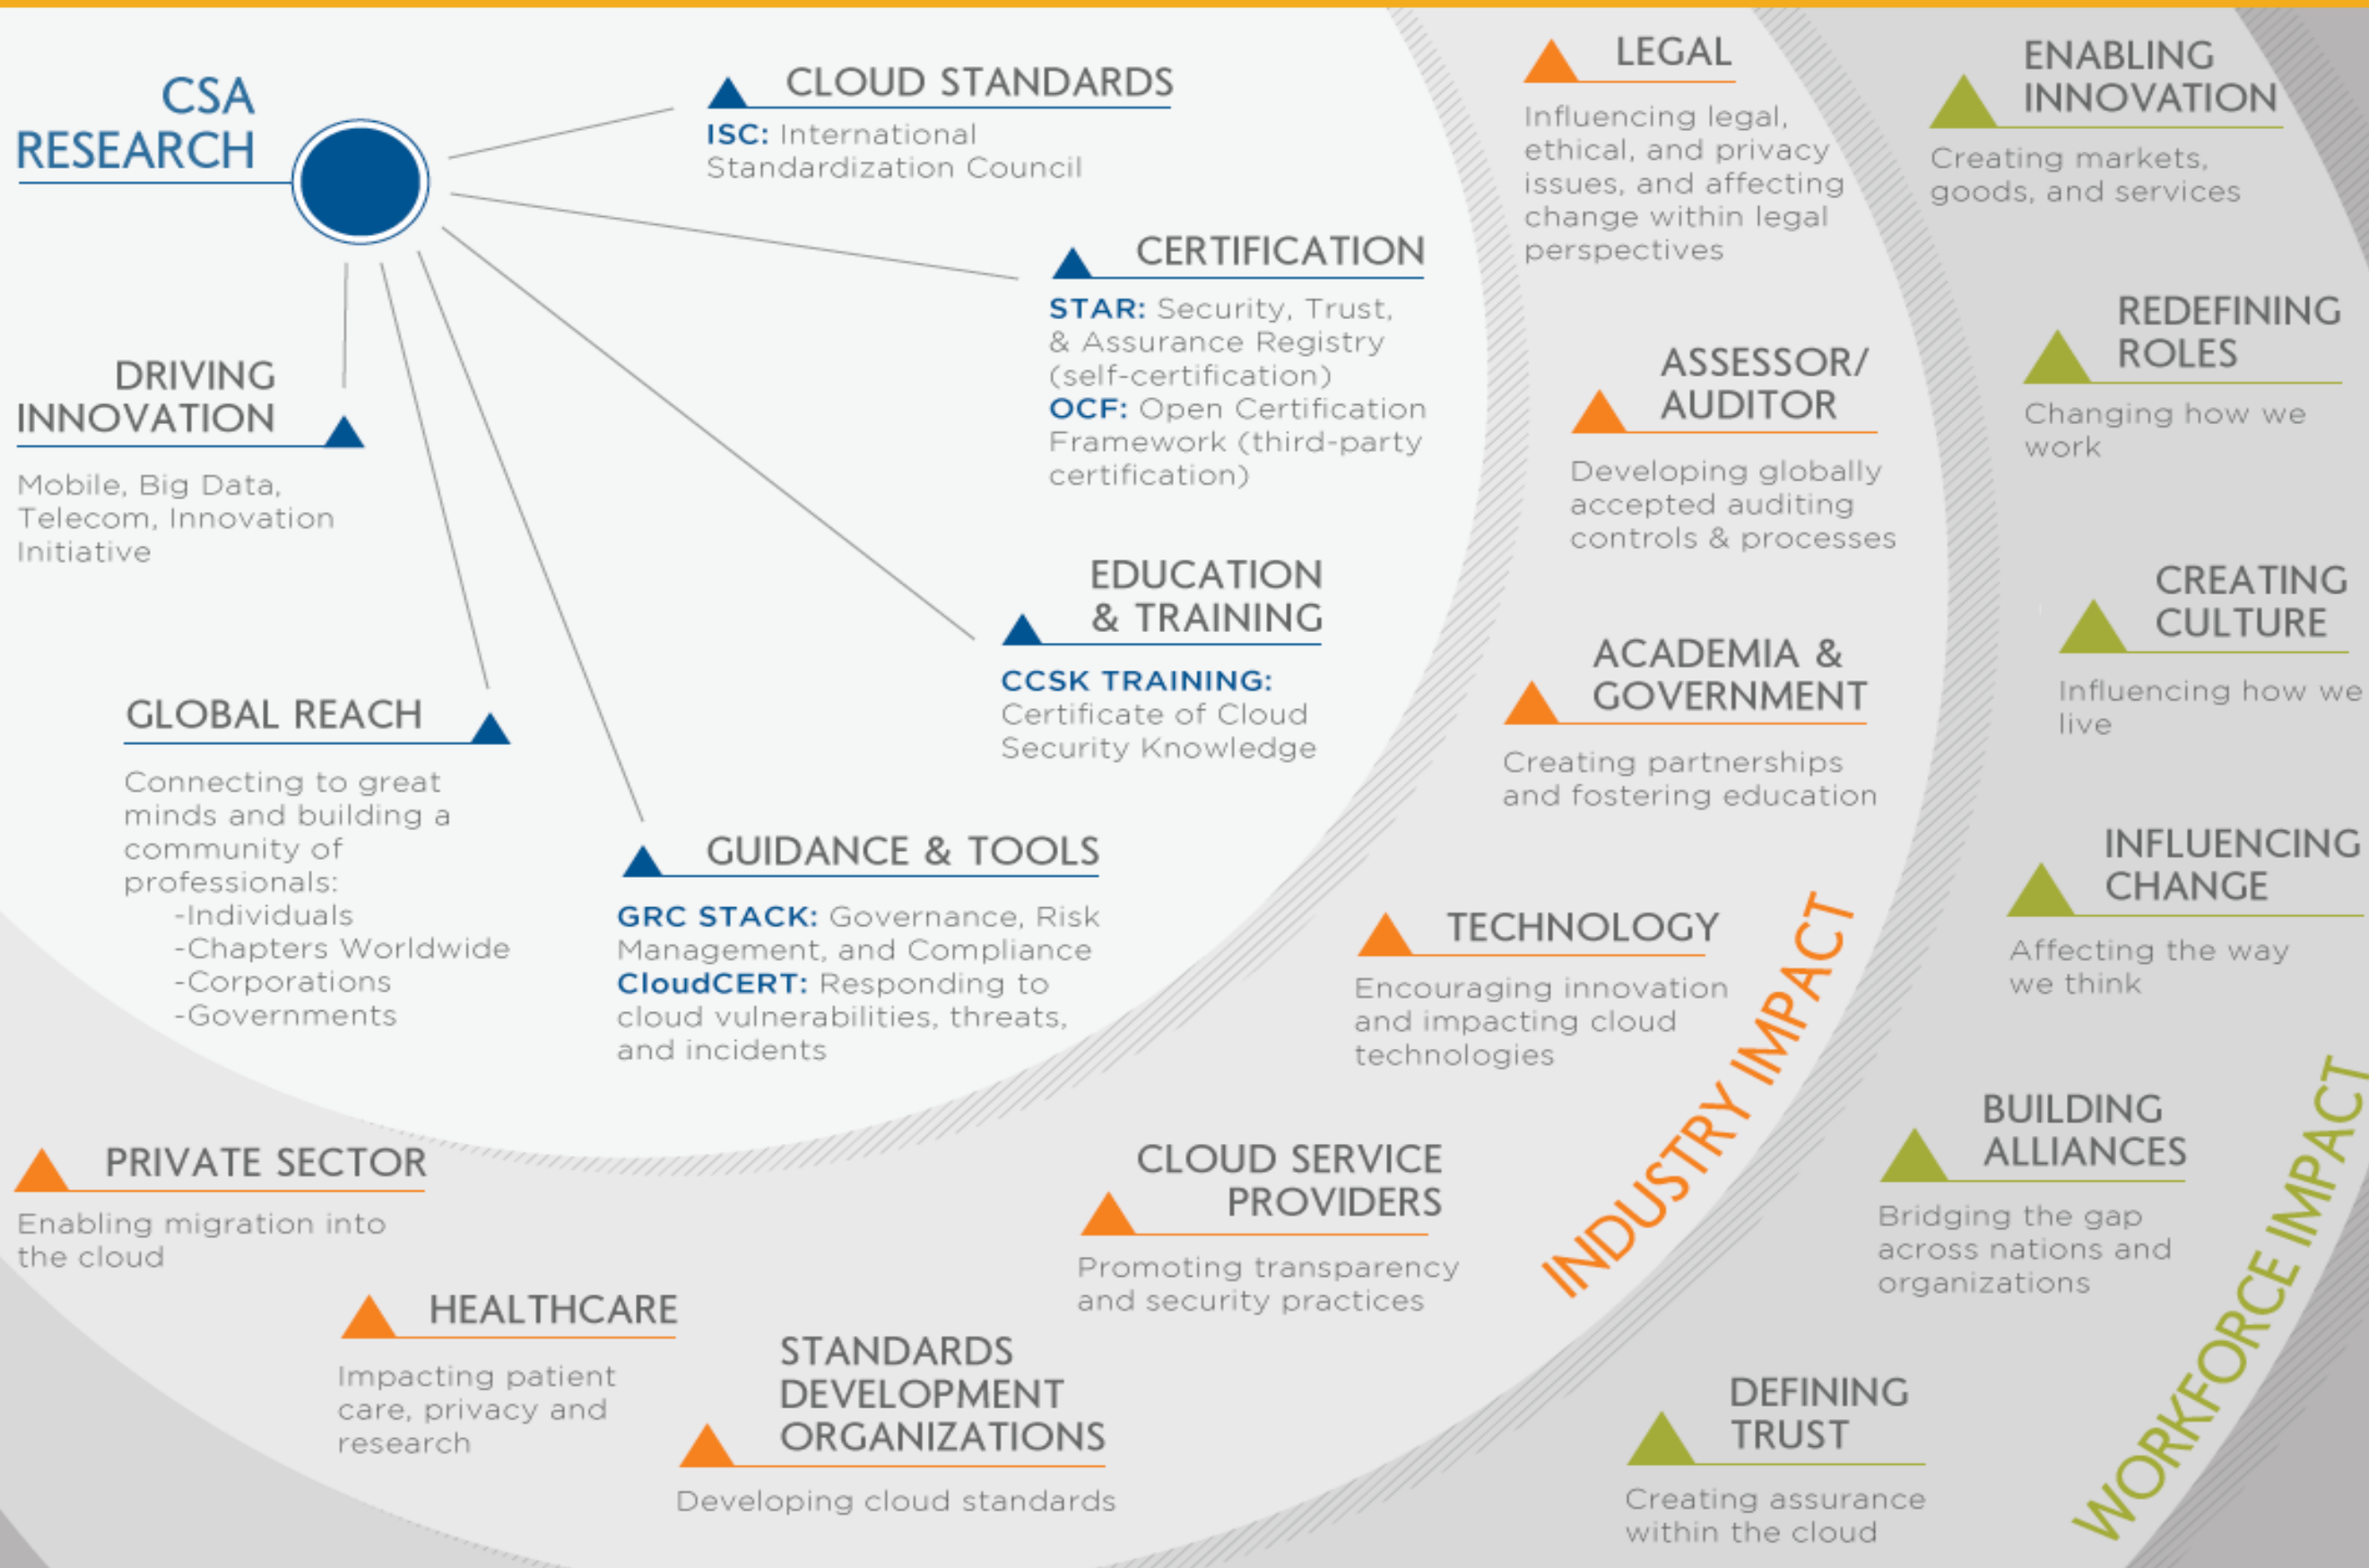 CSA
RESEARCH
CLOUD STANDARDS
ISC: International
Standardization Council
CERTIFICATION
STAR: Security, Trust,
& Assurance Registry
(self-certification)
OCF: Open Certification
Framework (third-party
certification)
DRIVING
INNOVATION
Mobile, Big Data,
Telecom, Innovation
Initiative
EDUCATION
& TRAINING
CCSK TRAINING:
Certificate of Cloud
Security Knowledge
GLOBAL REACH
Connecting to great
minds and building a
community of
professionals:
-Individuals
-Chapters Worldwide
-Corporations
-Governments
GUIDANCE & TOOLS
GRC STACK: Governance, Risk
Management, and Compliance
CloudCERT: Responding to
cloud vulnerabilities, threats,
and incidents
LEGAL
Influencing legal,
ethical, and privacy
issues, and affecting
change within legal
perspectives
ASSESSOR/
AUDITOR
Developing globally
accepted auditing
controls & processes
ACADEMIA &
GOVERNMENT
Creating partnerships
and fostering education
TECHNOLOGY
Encouraging innovation
and impacting cloud
technologies
CLOUD SERVICE
PROVIDERS
Promoting transparency
and security practices
STANDARDS
DEVELOPMENT
ORGANIZATIONS
Developing cloud standards
HEALTHCARE
Impacting patient
care, privacy and
research
PRIVATE SECTOR
Enabling migration into
the cloud
INDUSTRY IMPACT
ENABLING
INNOVATION
Creating markets,
goods, and services
REDEFINING
ROLES
Changing how we
work
CREATING
CULTURE
Influencing how we
live
INFLUENCING
CHANGE
Affecting the way
we think
BUILDING
ALLIANCES
Bridging the gap
across nations and
organizations
DEFINING
TRUST
Creating assurance
within the cloud
WORKFORCE IMPACT